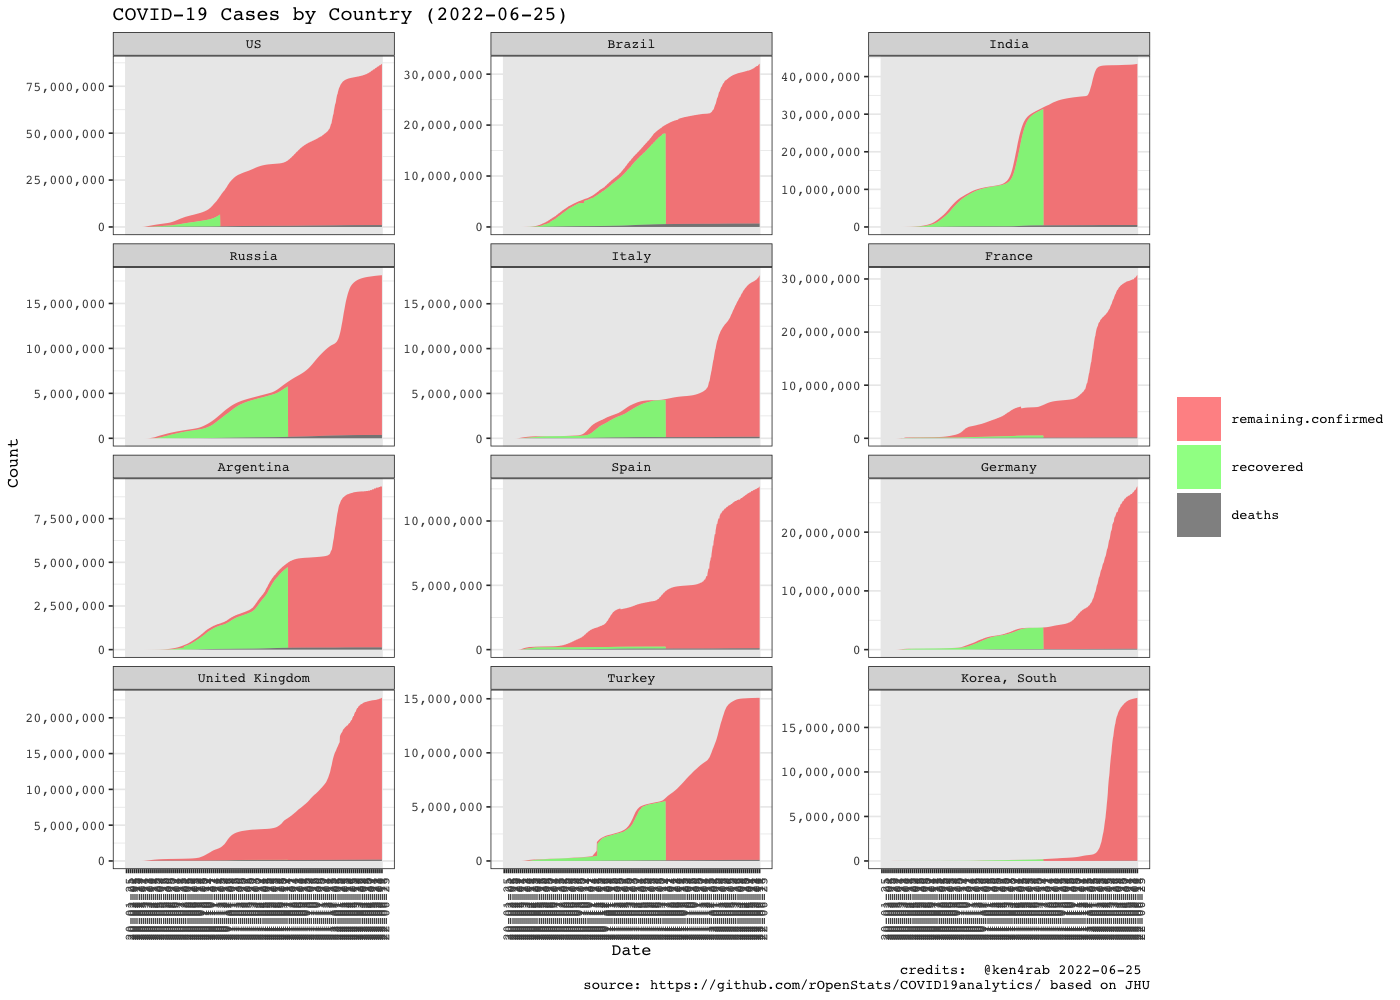 COVID-19 Cases by Country (2022-06-25)
US
Brazil
India
75,000,000
50,000,000
25,000,000
0
30,000,000
20,000,000
10,000,000
0
40,000,000
30,000,000
20,000,000
10,000,000
0
Russia
Italy
France
15,000,000
10,000,000
5,000,000
0
15,000,000
10,000,000
5,000,000
0
30,000,000
20,000,000
10,000,000
0
Argentina
Spain
Germany
7,500,000
5,000,000
2,500,000
0
10,000,000
5,000,000
0
20,000,000
10,000,000
0
United Kingdom
Turkey
Korea, South
20,000,000
15,000,000
10,000,000
5,000,000
0
15,000,000
10,000,000
5,000,000
0
15,000,000
10,000,000
5,000,000
0
Count
Date
remaining.confirmed
recovered
deaths
credits: @ken4rab 2022-06-25
source: https://github.com/rOpenStats/COVID19analytics/ based on JHU